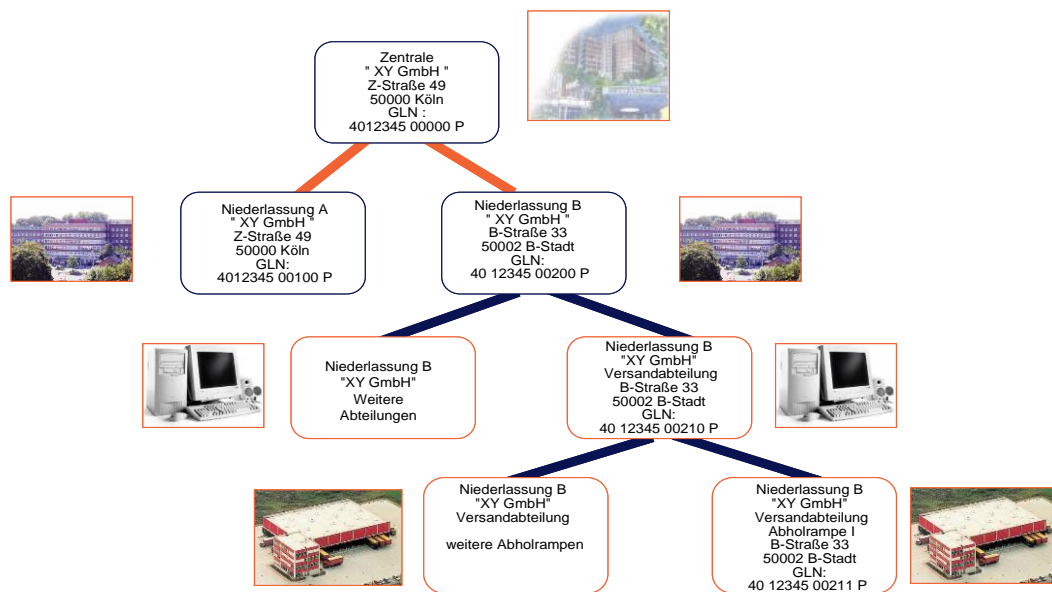 Zentrale
" XY GmbH "
Z-Straße 49
50000 Köln
GLN :
4012345 00000 P
Niederlassung A
" XY GmbH "
Z-Straße 49
50000 Köln
GLN:
4012345 00100 P
Niederlassung B
" XY GmbH "
B-Straße 33
50002 B-Stadt
GLN:
40 12345 00200 P
Niederlassung B
"XY GmbH"
Weitere
Abteilungen
Niederlassung B
"XY GmbH"
Versandabteilung
B-Straße 33
50002 B-Stadt
GLN:
40 12345 00210 P
Niederlassung B
"XY GmbH"
Versandabteilung
weitere Abholrampen
Niederlassung B
"XY GmbH"
Versandabteilung
Abholrampe I
B-Straße 33
50002 B-Stadt
GLN:
40 12345 00211 P